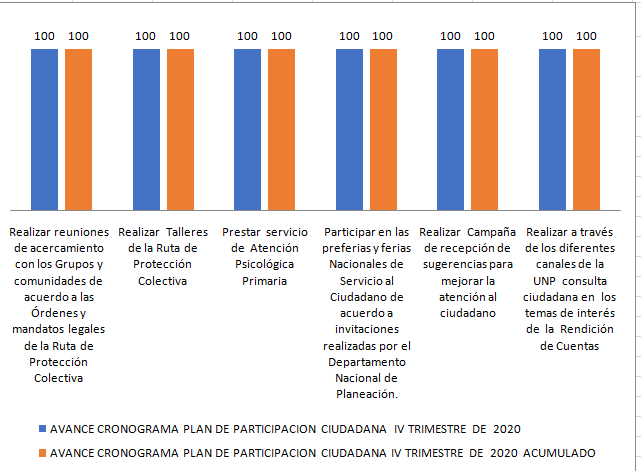 100 100 100 100 100 100 100 100 100 100 100 100
Realizar reuniones
de acercamiento
con los Grupos y
comunidades de
acuerdo a las
Órdenes y
mandatos legales
de la Ruta de
Protección
Colectiva
Realizar Talleres
de la Ruta de
Protección
Colectiva
Prestar servicio
de Atención
Psicológica
Primaria
Participar en las
preferias y ferias
Nacionales de
Servicio al
Ciudadano de
acuerdo a
invitaciones
realizadas por el
Departamento
Nacional de
Planeación.
Realizar Campaña
de recepción de
sugerencias para
mejorar la
atención al
ciudadano
Realizar a través
de los diferentes
canales de la
UNP consulta
ciudadana en los
temas de interés
de la Rendición
de Cuentas
AVANCE CRONOGRAMA PLAN DE PARTICIPACION CIUDADANA IV TRIMESTRE DE 2020
AVANCE CRONOGRAMA PLAN DE PARTICIPACION CIUDADANA IV TRIMESTRE DE 2020 ACUMULADO